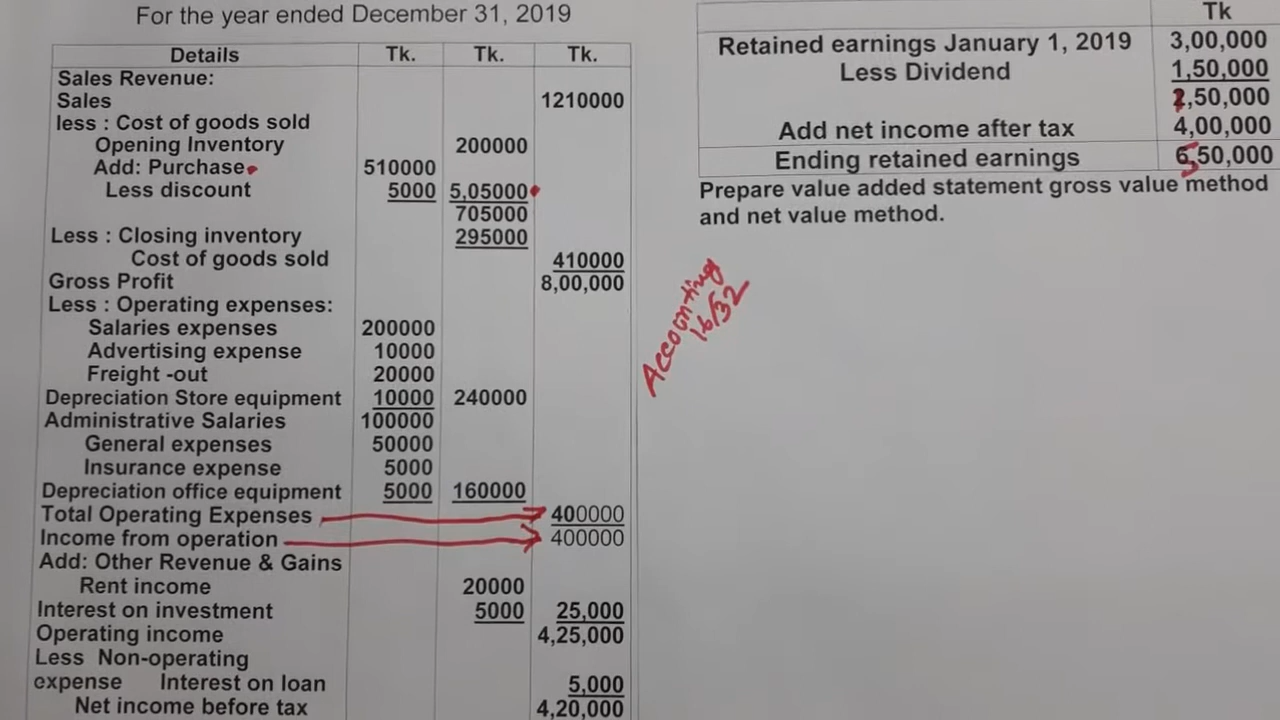 For the year ended December 31, 2019
Details Tk. Tk. Tk.
Sales Revenue:
Sales 1210000
less : Cost of goods sold
Opening Inventory 200000
Add: Purchase 510000
Less discount 5000 5,05000
705000
Less : Closing inventory 295000
Cost of goods sold 410000
Gross Profit 8,00,000
Less : Operating expenses:
Salaries expenses 200000
Advertising expense 10000
Freight -out 20000
Depreciation Store equipment 10000 240000
Administrative Salaries 100000
General expenses 50000
Insurance expense 5000
Depreciation office equipment 5000 160000
Total Operating Expenses 400000
Income from operation 400000
Add: Other Revenue & Gains
Rent income 20000
Interest on investment 5000 25,000
Operating income 4,25,000
Less Non-operating
expense Interest on loan 5,000
Net income before tax 4,20,000
Tk
Retained earnings January 1, 2019 3,00,000
Less Dividend 1,50,000
1,50,000
Add net income after tax 4,00,000
Ending retained earnings 5,50,000
Prepare value added statement gross value method
and net value method.
Accounting
16/32